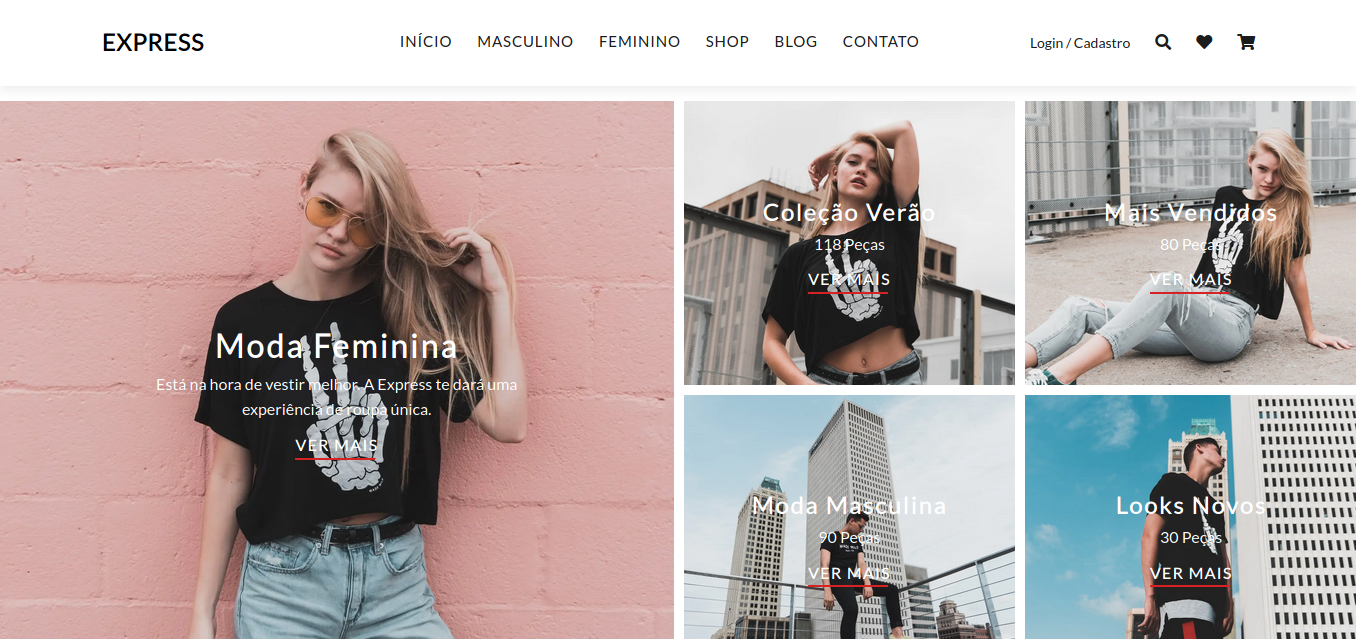 EXPRESS
INÍCIO MASCULINO FEMININO SHOP BLOG CONTATO
Login / Cadastro
Moda Feminina
Está na hora de vestir melhor. A Express te dará uma
experiência de roupa única.
VER MAIS
Coleção Verão
118 Peças
VER MAIS
Mais Vendidos
80 Peças
VER MAIS
Moda Masculina
90 Peças
VER MAIS
Looks Novos
30 Peças
VER MAIS